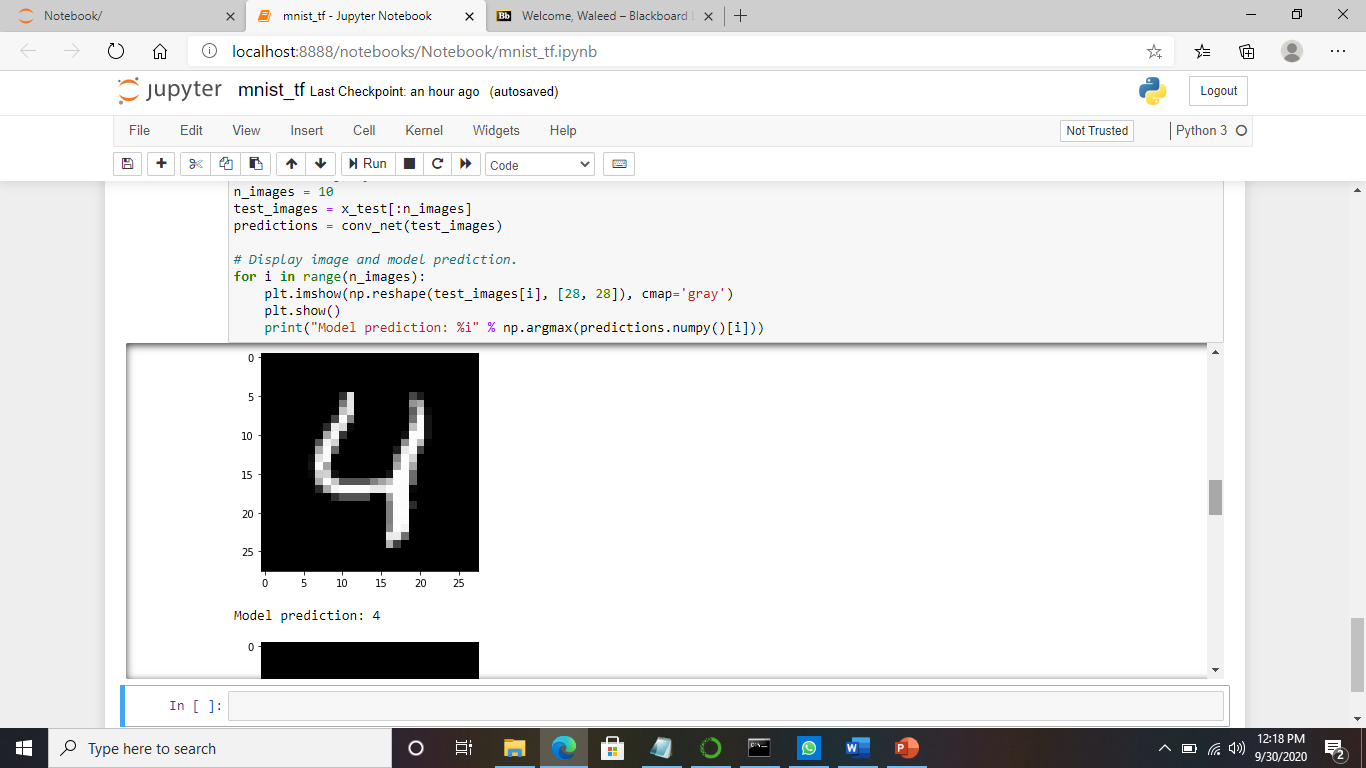 Notebook/
mnist_tf - Jupyter Notebook
Bb Welcome, Waleed – Blackboard
localhost:8888/notebooks/Notebook/mnist_tf.ipynb
jupyter mnist_tf Last Checkpoint: an hour ago (autosaved)
Logout
File Edit View Insert Cell Kernel Widgets Help
Not Trusted
Python 3
Run
Code
n_images = 10
test_images = x_test[:n_images]
predictions = conv_net(test_images)
# Display image and model prediction.
for i in range(n_images):
    plt.imshow(np.reshape(test_images[i], [28, 28]), cmap='gray')
    plt.show()
    print("Model prediction: %i" % np.argmax(predictions.numpy()[i]))
0
5
10
15
20
25
4
0 5 10 15 20 25
Model prediction: 4
0
In [ ]:
Type here to search
W
P
12:18 PM
9/30/2020
2